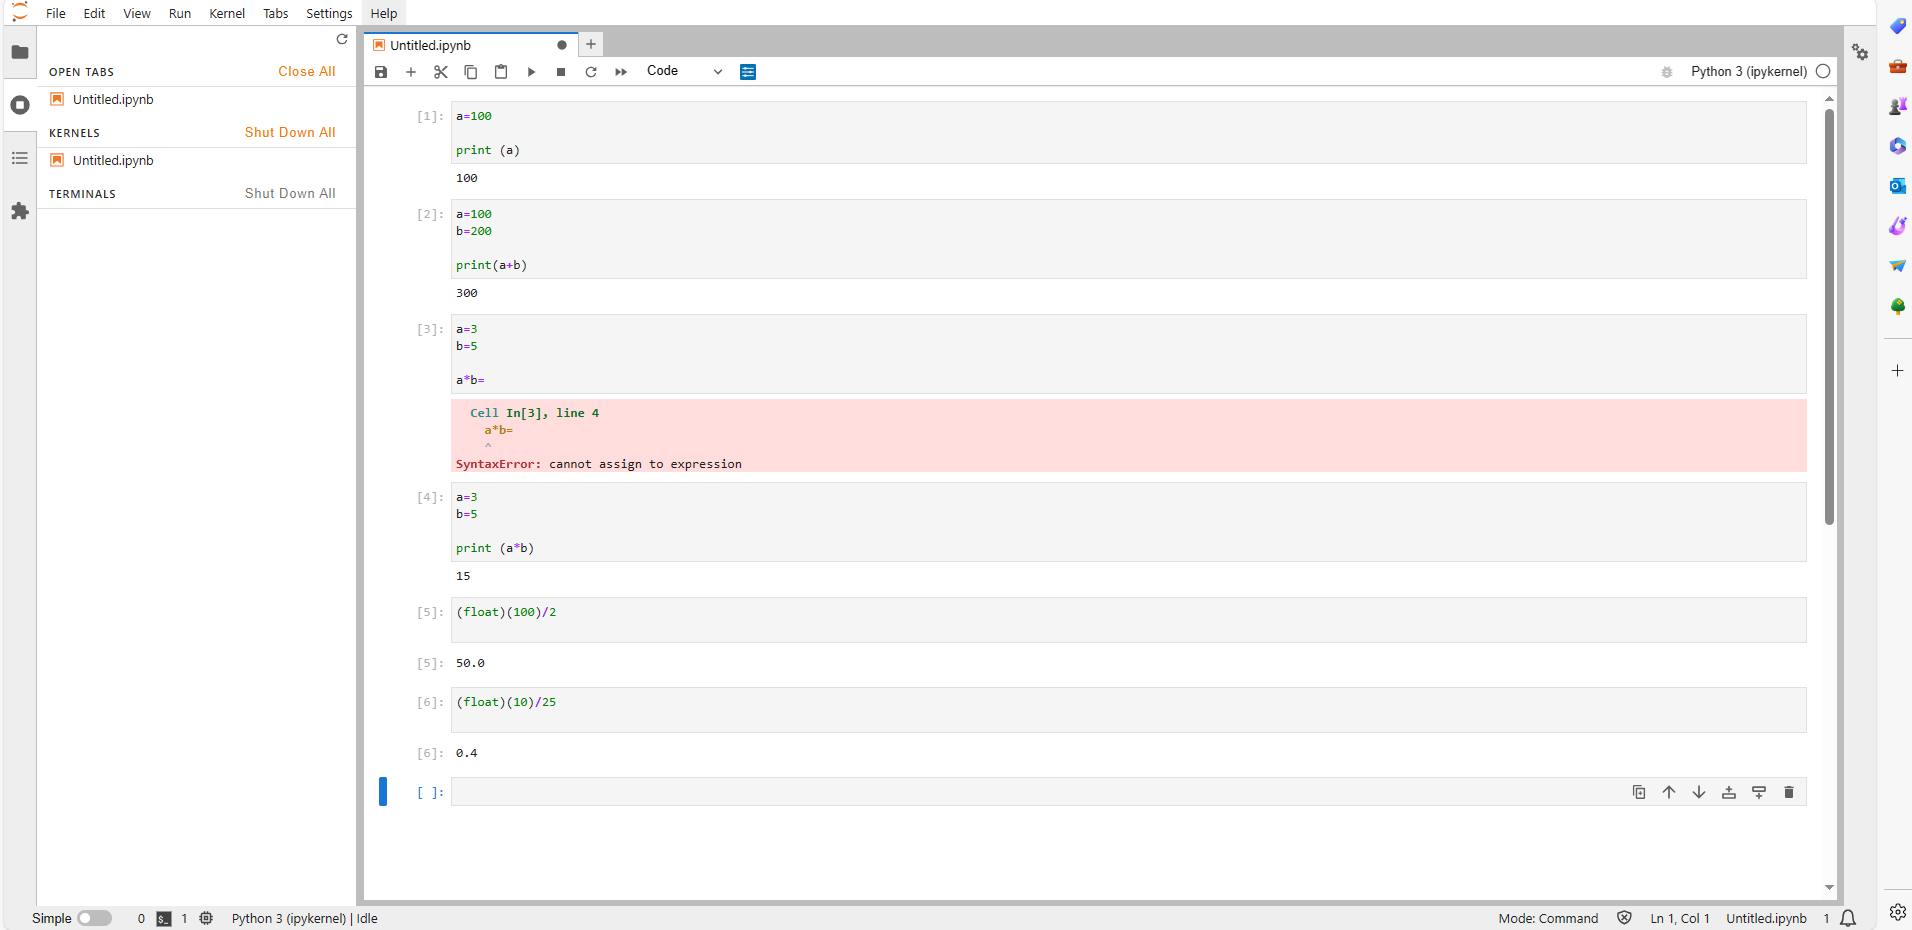 File Edit View Run Kernel Tabs Settings Help
OPEN TABS Close All
Untitled.ipynb
KERNELS Shut Down All
Untitled.ipynb
TERMINALS Shut Down All
Untitled.ipynb
Code
Python 3 (ipykernel)
[1]: a=100
print (a)
100
[2]: a=100
b=200
print(a+b)
300
[3]: a=3
b=5
a*b=
Cell In[3], line 4
a*b=
^
SyntaxError: cannot assign to expression
[4]: a=3
b=5
print (a*b)
15
[5]: (float)(100)/2
[5]: 50.0
[6]: (float)(10)/25
[6]: 0.4
[ ]:
Simple 0 1 Python 3 (ipykernel) | Idle Mode: Command Ln 1, Col 1 Untitled.ipynb 1